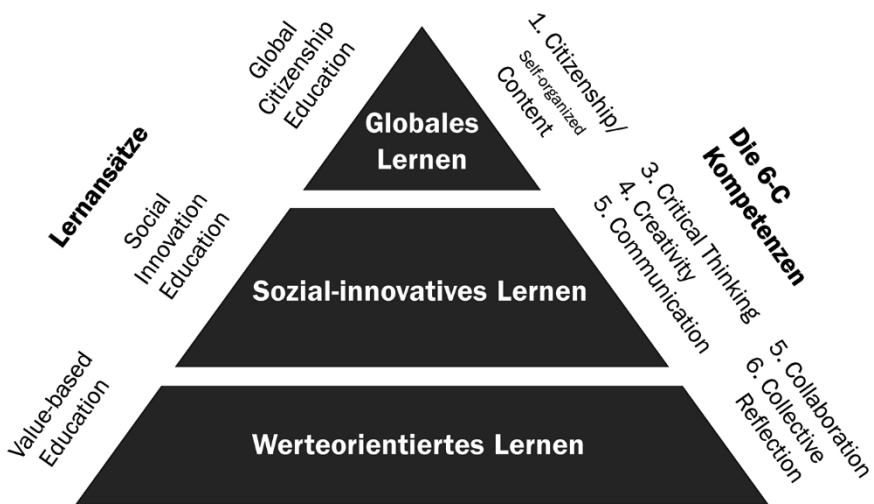 Lernansätze
Global
Citizenship
Education
Globales
Lernen
1. Citizenship/
Self-organized
Content
Die 6-C
Kompetenzen
Social
Innovation
Education
Sozial-innovatives Lernen
3. Critical Thinking
4. Creativity
5. Communication
Value-based
Education
Werteorientiertes Lernen
5. Collaboration
6. Collective
Reflection